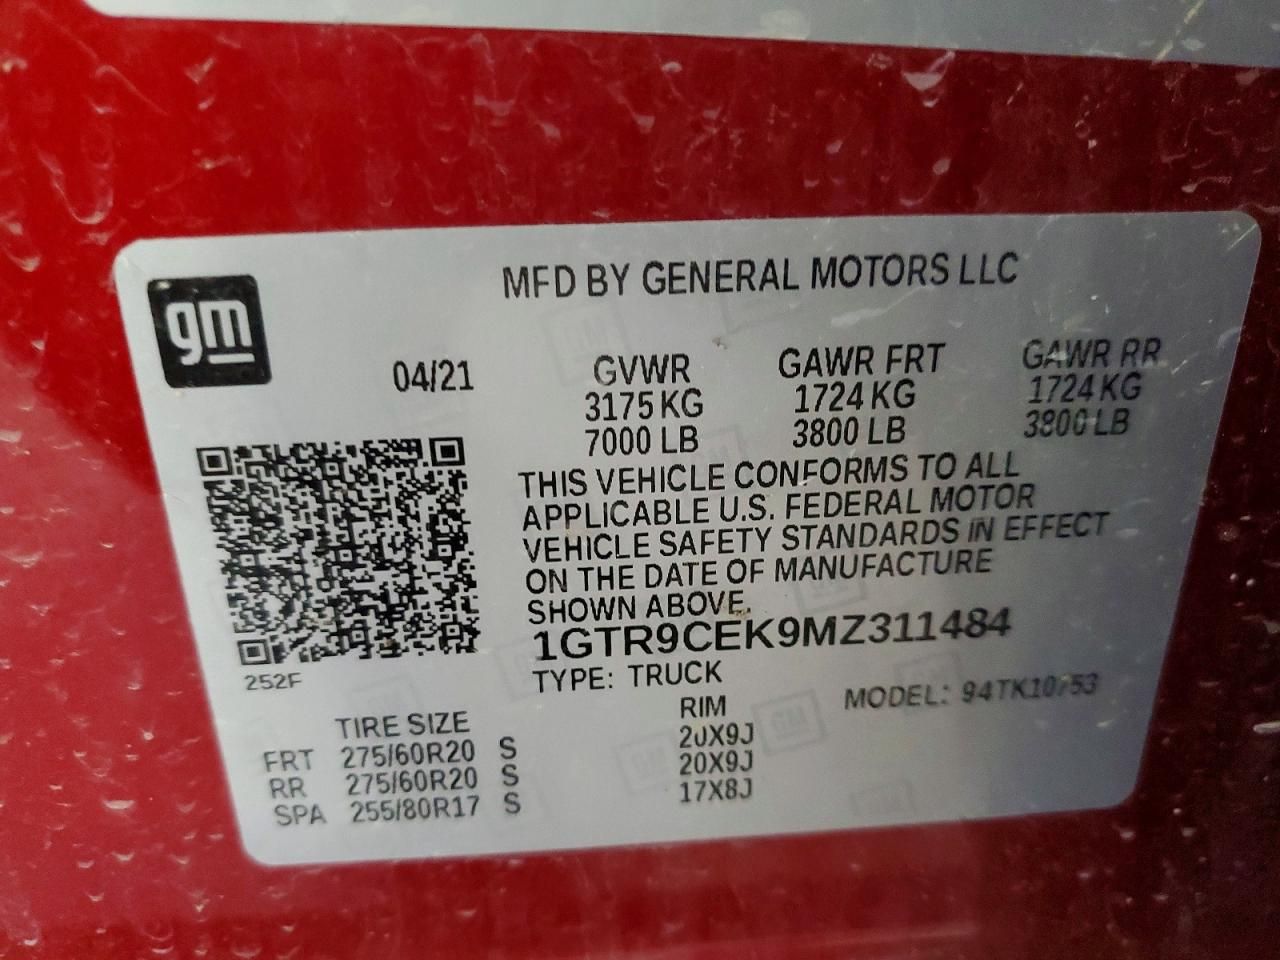 gm
MFD BY GENERAL MOTORS LLC
04/21
GVWR GAWR FRT GAWR RR
3175 KG 1724 KG 1724 KG
7000 LB 3800 LB 3800 LB
THIS VEHICLE CONFORMS TO ALL
APPLICABLE U.S. FEDERAL MOTOR
VEHICLE SAFETY STANDARDS IN EFFECT
ON THE DATE OF MANUFACTURE
SHOWN ABOVE.
1GTR9CEK9MZ311484
252F
TYPE: TRUCK
MODEL: 94TK10753
TIRE SIZE RIM
FRT 275/60R20 S 20X9J
RR 275/60R20 S 20X9J
SPA 255/80R17 S 17X8J